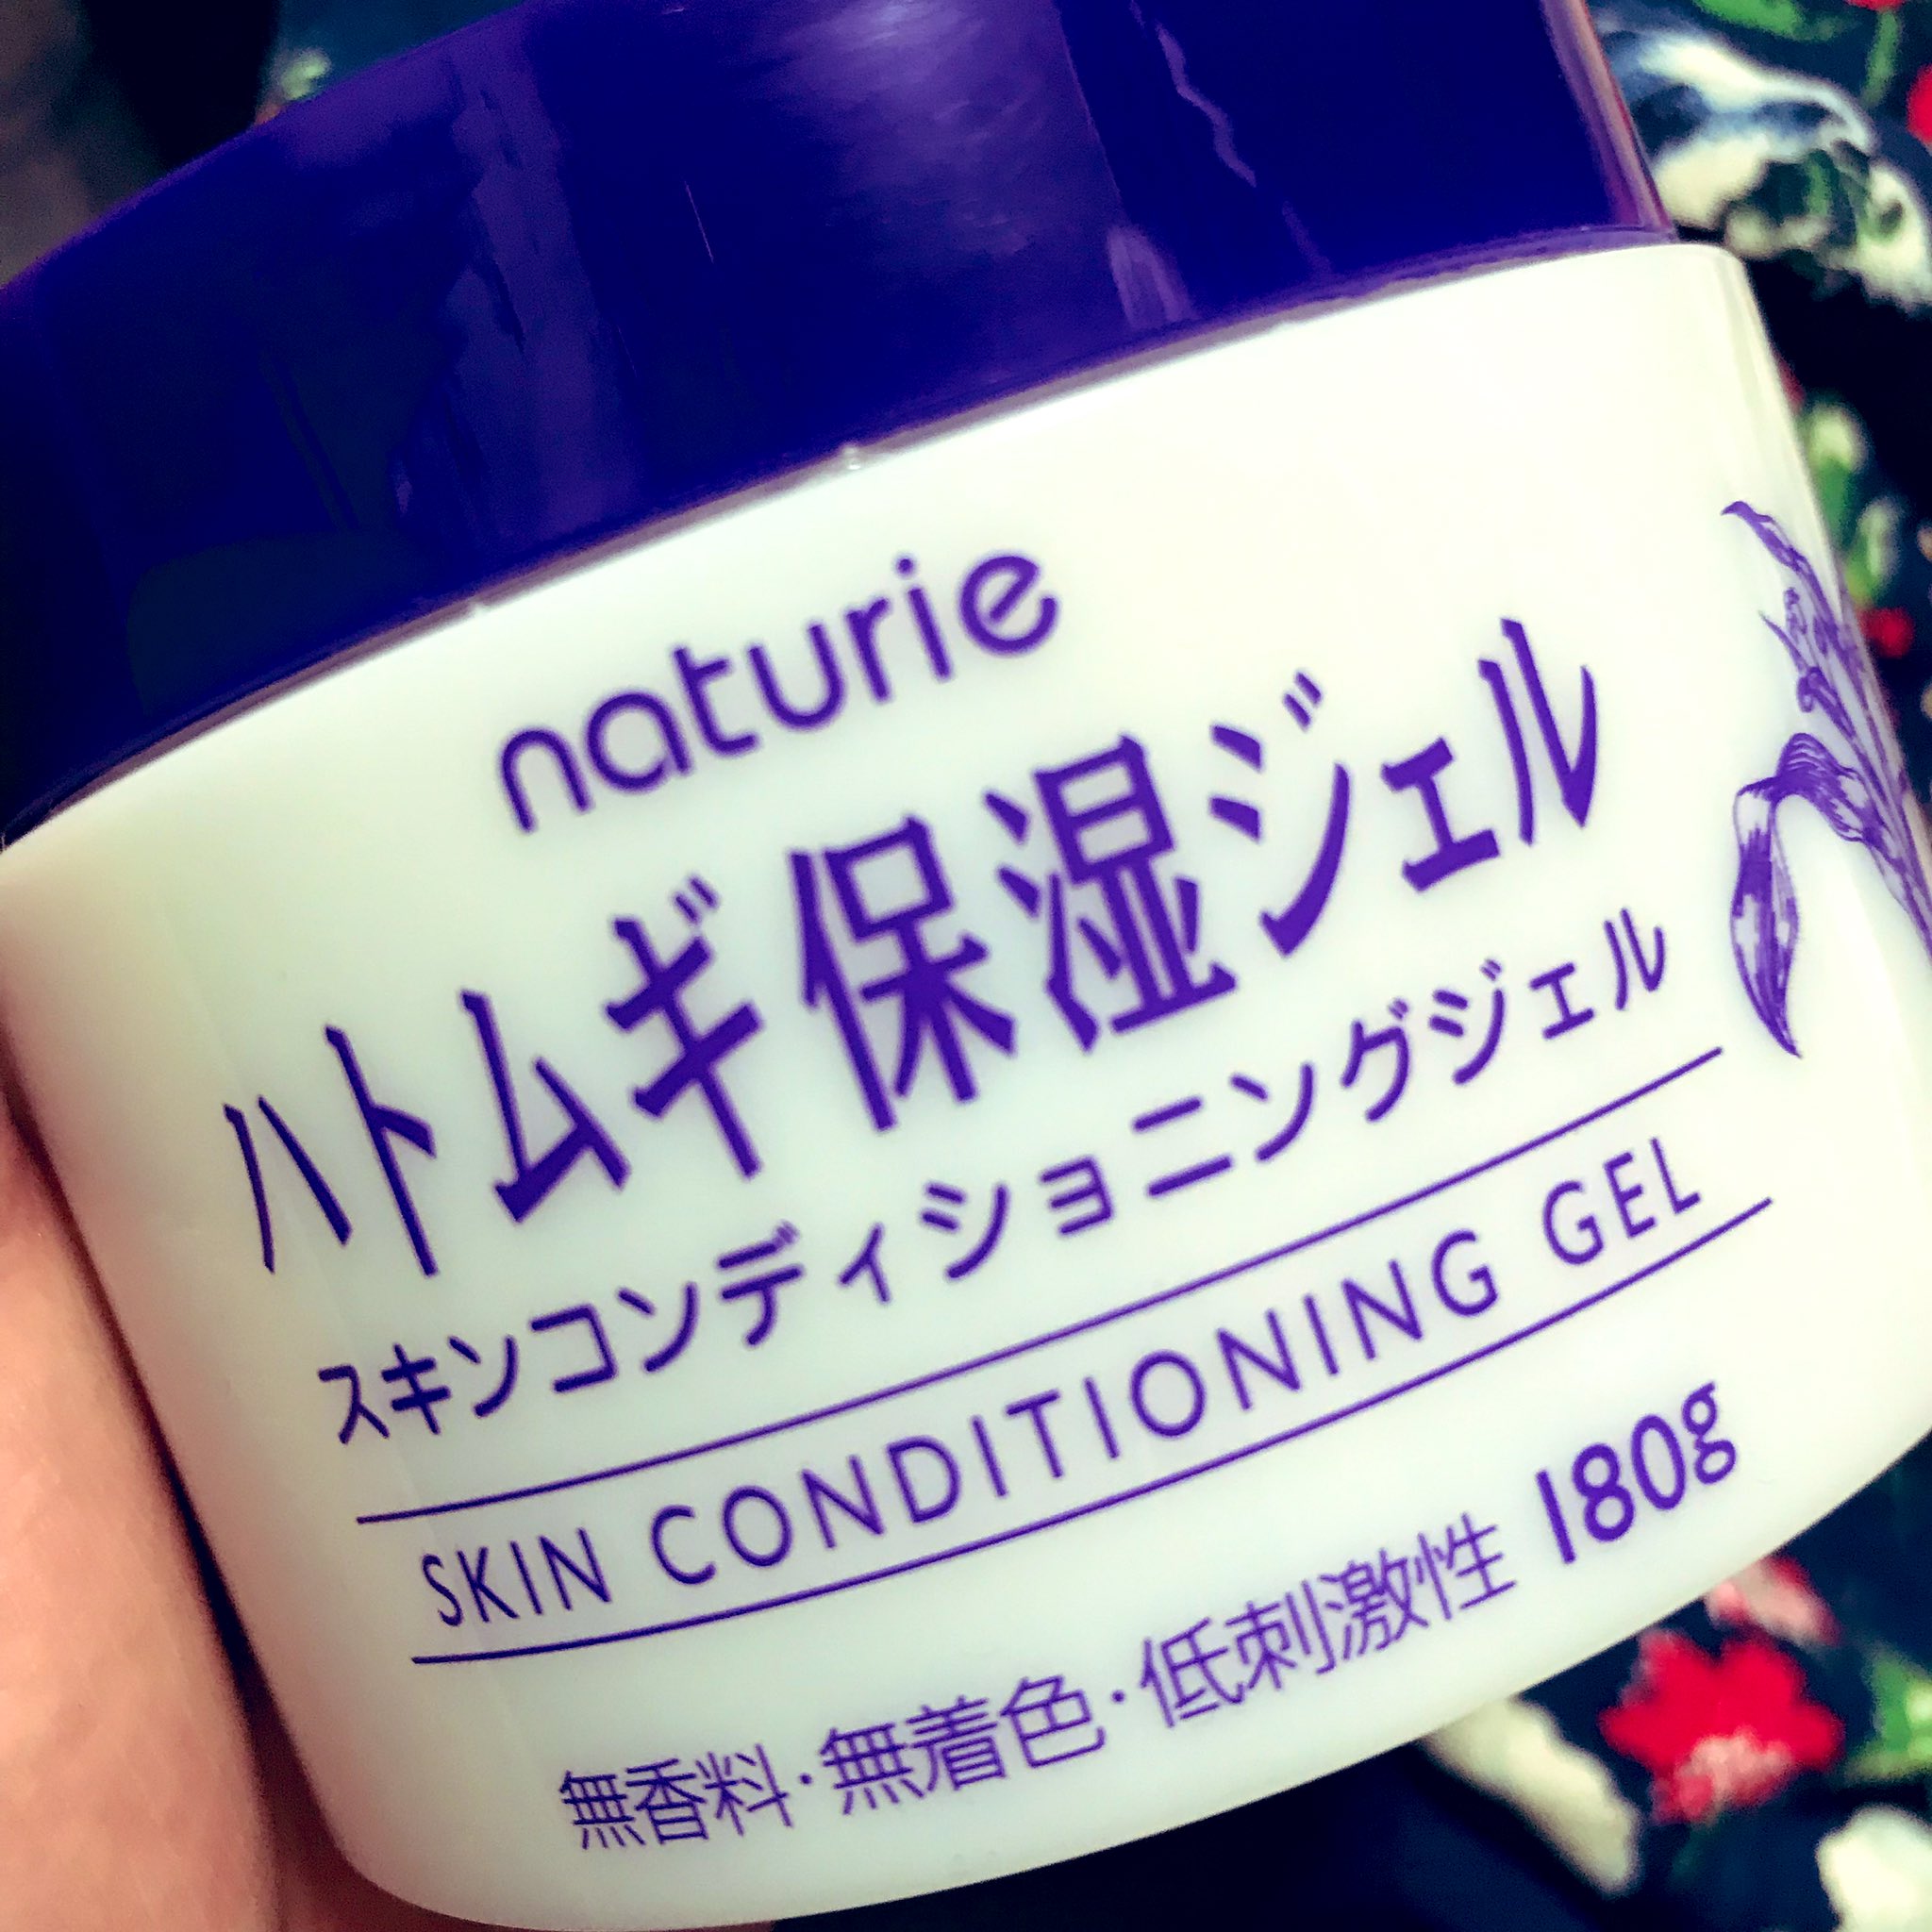 naturie
ハトムギ保湿ジェル
スキンコンディショニングジェル
SKIN CONDITIONING GEL
無香料・無着色・低刺激性 180g